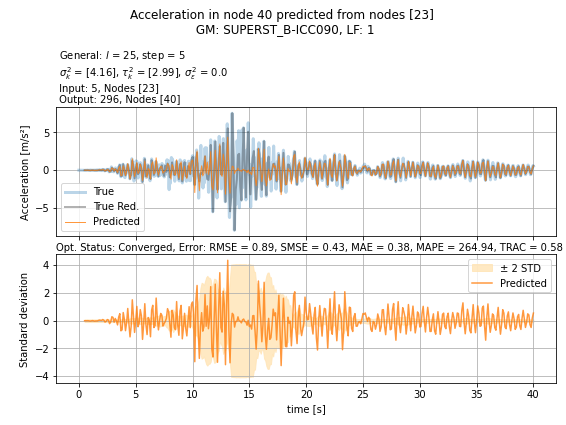 Acceleration in node 40 predicted from nodes [23]
GM: SUPERST_B-ICC090, LF: 1
General: l = 25, step = 5
σ²ₖ = [4.16], τ²ₖ = [2.99], σ²ε = 0.0
Input: 5, Nodes [23]
Output: 296, Nodes [40]
Acceleration [m/s²]
5
0
−5
True
True Red.
Predicted
Opt. Status: Converged, Error: RMSE = 0.89, SMSE = 0.43, MAE = 0.38, MAPE = 264.94, TRAC = 0.58
Standard deviation
4
2
0
−2
−4
± 2 STD
Predicted
0 5 10 15 20 25 30 35 40
time [s]